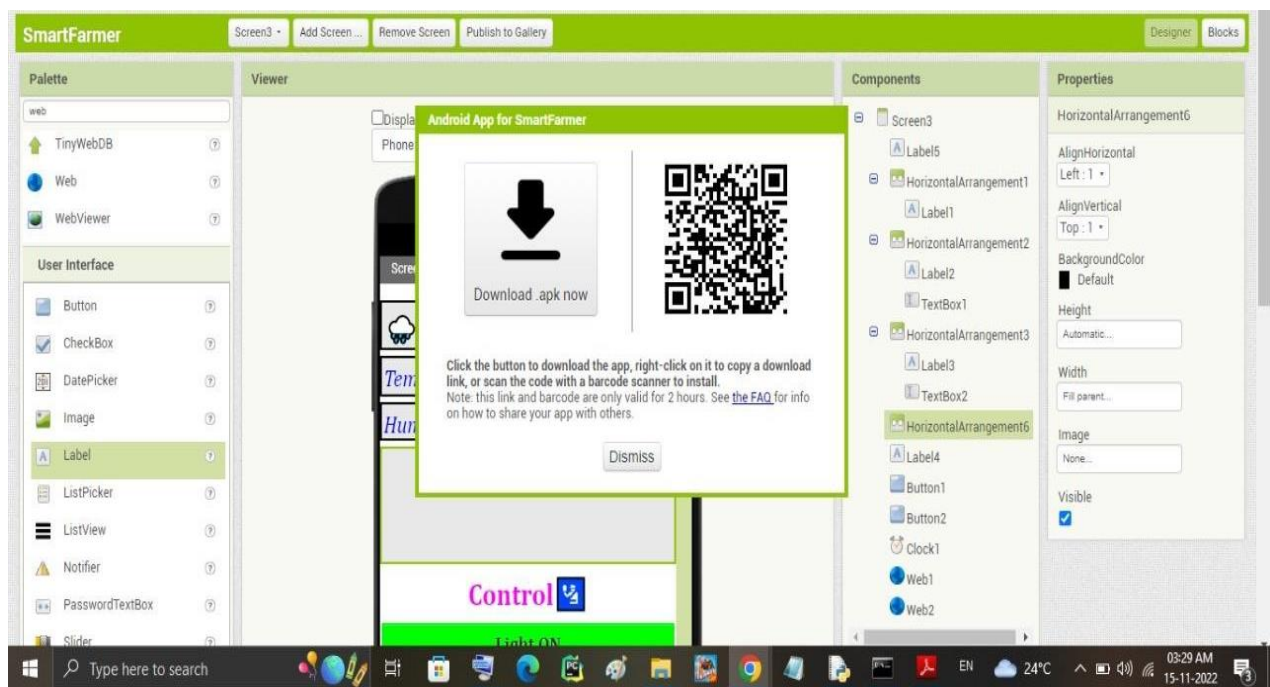 SmartFarmer
Screen3
Add Screen ...
Remove Screen
Publish to Gallery
Designer
Blocks
Palette
web
TinyWebDB
Web
WebViewer
User Interface
Button
CheckBox
DatePicker
Image
Label
ListPicker
ListView
Notifier
PasswordTextBox
Slider
Viewer
Displa
Phone
Scree
Tem
Hun
Control
Light ON
Android App for SmartFarmer
Download .apk now
Click the button to download the app, right-click on it to copy a download
link, or scan the code with a barcode scanner to install.
Note: this link and barcode are only valid for 2 hours. See the FAQ for info
on how to share your app with others.
Dismiss
Components
Screen3
Label5
HorizontalArrangement1
Label1
HorizontalArrangement2
Label2
TextBox1
HorizontalArrangement3
Label3
TextBox2
HorizontalArrangement6
Label4
Button1
Button2
Clock1
Web1
Web2
Properties
HorizontalArrangement6
AlignHorizontal
Left : 1
AlignVertical
Top : 1
BackgroundColor
Default
Height
Automatic...
Width
Fill parent...
Image
None...
Visible
Type here to search
EN
24°C
03:29 AM
15-11-2022
3